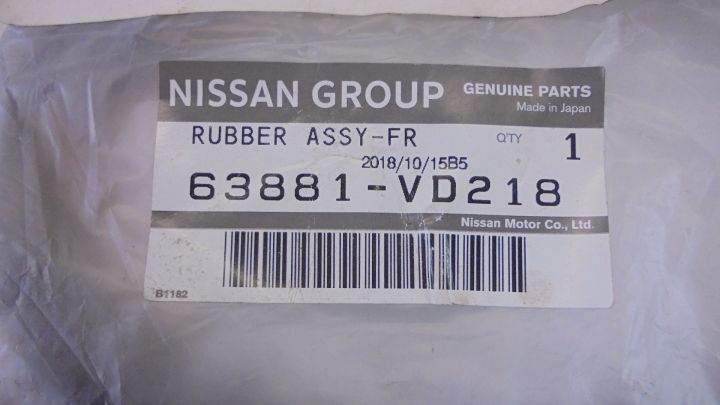 NISSAN GROUP GENUINE PARTS
Made in Japan
RUBBER ASSY-FR Q'TY 1
2018/10/15B5
63881-VD218
Nissan Motor Co., Ltd.
B1182